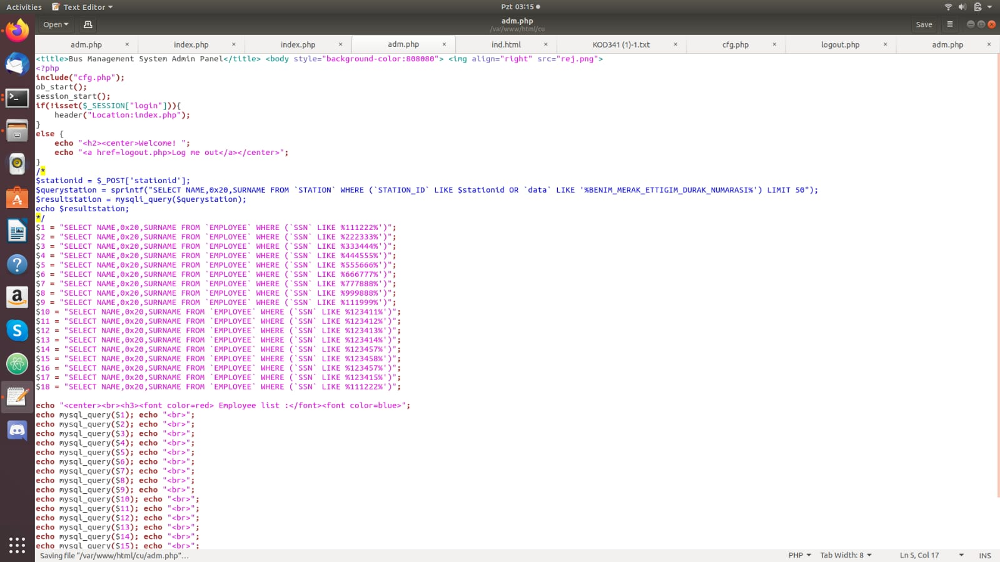 Activities Text Editor Pzt 03:15
Open adm.php Save
/var/www/html/cu
adm.php × index.php × index.php × adm.php × ind.html × KOD341 (1)-1.txt × cfg.php × logout.php × adm.php ×
<title>Bus Management System Admin Panel</title> <body style="background-color:808080"> <img align="right" src="rej.png">
<?php
include("cfg.php");
ob_start();
session_start();
if(!isset($_SESSION["login"])){
    header("Location:index.php");
}
else {
    echo "<h2><center>Welcome! ";
    echo "<a href=logout.php>Log me out</a></center>";
}
/*
$stationid = $_POST['stationid'];
$querystation = sprintf("SELECT NAME,0x20,SURNAME FROM `STATION` WHERE (`STATION_ID` LIKE $stationid OR `data` LIKE '%BENIM_MERAK_ETTIGIM_DURAK_NUMARASI%') LIMIT 50");
$resultstation = mysqli_query($querystation);
echo $resultstation;
*/
$1 = "SELECT NAME,0x20,SURNAME FROM `EMPLOYEE` WHERE (`SSN` LIKE %111222%')";
$2 = "SELECT NAME,0x20,SURNAME FROM `EMPLOYEE` WHERE (`SSN` LIKE %222333%')";
$3 = "SELECT NAME,0x20,SURNAME FROM `EMPLOYEE` WHERE (`SSN` LIKE %333444%')";
$4 = "SELECT NAME,0x20,SURNAME FROM `EMPLOYEE` WHERE (`SSN` LIKE %444555%')";
$5 = "SELECT NAME,0x20,SURNAME FROM `EMPLOYEE` WHERE (`SSN` LIKE %555666%')";
$6 = "SELECT NAME,0x20,SURNAME FROM `EMPLOYEE` WHERE (`SSN` LIKE %666777%')";
$7 = "SELECT NAME,0x20,SURNAME FROM `EMPLOYEE` WHERE (`SSN` LIKE %777888%')";
$8 = "SELECT NAME,0x20,SURNAME FROM `EMPLOYEE` WHERE (`SSN` LIKE %999888%')";
$9 = "SELECT NAME,0x20,SURNAME FROM `EMPLOYEE` WHERE (`SSN` LIKE %111999%')";
$10 = "SELECT NAME,0x20,SURNAME FROM `EMPLOYEE` WHERE (`SSN` LIKE %123411%')";
$11 = "SELECT NAME,0x20,SURNAME FROM `EMPLOYEE` WHERE (`SSN` LIKE %123412%')";
$12 = "SELECT NAME,0x20,SURNAME FROM `EMPLOYEE` WHERE (`SSN` LIKE %123413%')";
$13 = "SELECT NAME,0x20,SURNAME FROM `EMPLOYEE` WHERE (`SSN` LIKE %123414%')";
$14 = "SELECT NAME,0x20,SURNAME FROM `EMPLOYEE` WHERE (`SSN` LIKE %123457%')";
$15 = "SELECT NAME,0x20,SURNAME FROM `EMPLOYEE` WHERE (`SSN` LIKE %123458%')";
$16 = "SELECT NAME,0x20,SURNAME FROM `EMPLOYEE` WHERE (`SSN` LIKE %123457%')";
$17 = "SELECT NAME,0x20,SURNAME FROM `EMPLOYEE` WHERE (`SSN` LIKE %123415%')";
$18 = "SELECT NAME,0x20,SURNAME FROM `EMPLOYEE` WHERE (`SSN` LIKE %111222%')";
echo "<center><br><h3><font color=red> Employee list :</font><font color=blue>";
echo mysql_query($1); echo "<br>";
echo mysql_query($2); echo "<br>";
echo mysql_query($3); echo "<br>";
echo mysql_query($4); echo "<br>";
echo mysql_query($5); echo "<br>";
echo mysql_query($6); echo "<br>";
echo mysql_query($7); echo "<br>";
echo mysql_query($8); echo "<br>";
echo mysql_query($9); echo "<br>";
echo mysql_query($10); echo "<br>";
echo mysql_query($11); echo "<br>";
echo mysql_query($12); echo "<br>";
echo mysql_query($13); echo "<br>";
echo mysql_query($14); echo "<br>";
echo mysql_query($15); echo "<br>";
Saving file "/var/www/html/cu/adm.php"… PHP Tab Width: 8 Ln 5, Col 17 INS